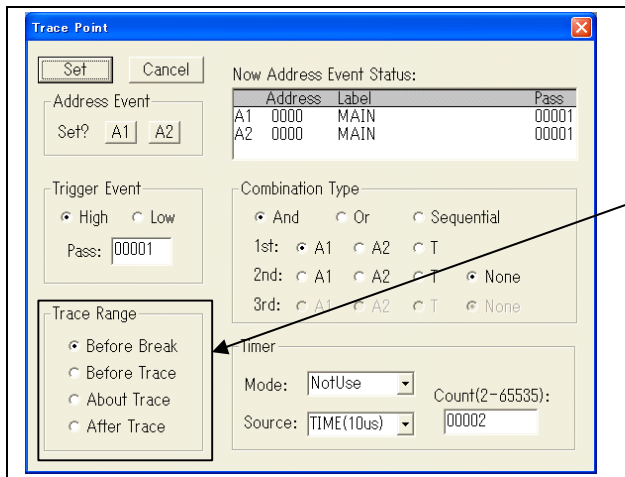 Trace Point
Set Cancel
Address Event
Set? A1 A2
Now Address Event Status:
Address Label Pass
A1 0000 MAIN 00001
A2 0000 MAIN 00001
Trigger Event
High Low
Pass: 00001
Combination Type
And Or Sequential
1st: A1 A2 T
2nd: A1 A2 T None
3rd: A1 A2 T None
Trace Range
Before Break
Before Trace
About Trace
After Trace
Timer
Mode: NotUse
Count(2-65535):
Source: TIME(10us) 00002